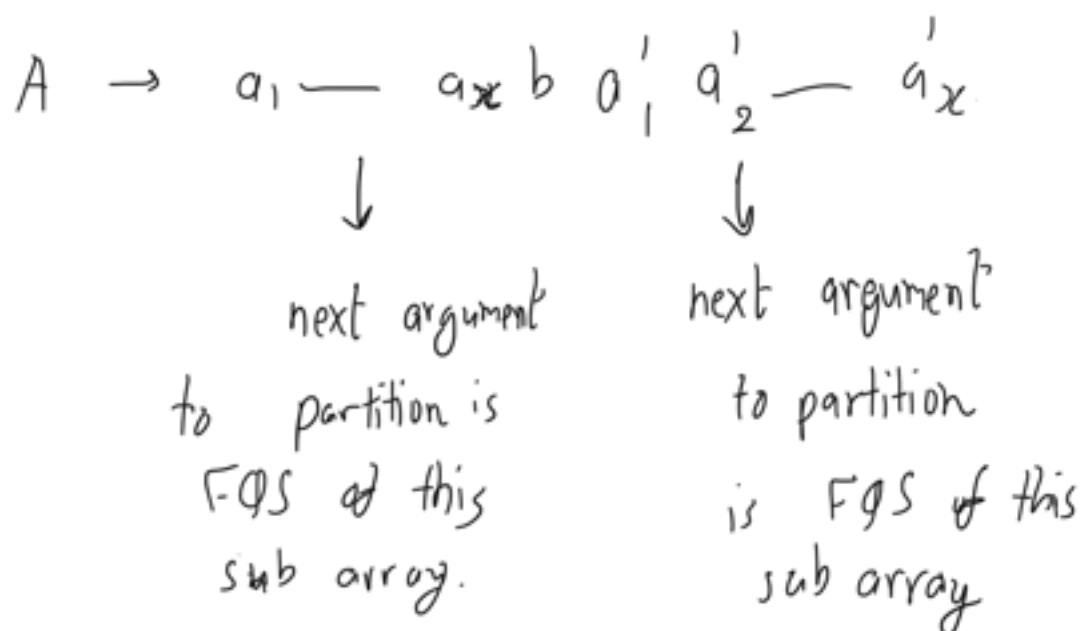 A → a₁ — aₓ b a'₁ a'₂ — a'ₓ
↓ ↓
next argument
to partition is
FQS of this
sub array.
next argument
to partition
is FQS of this
sub array